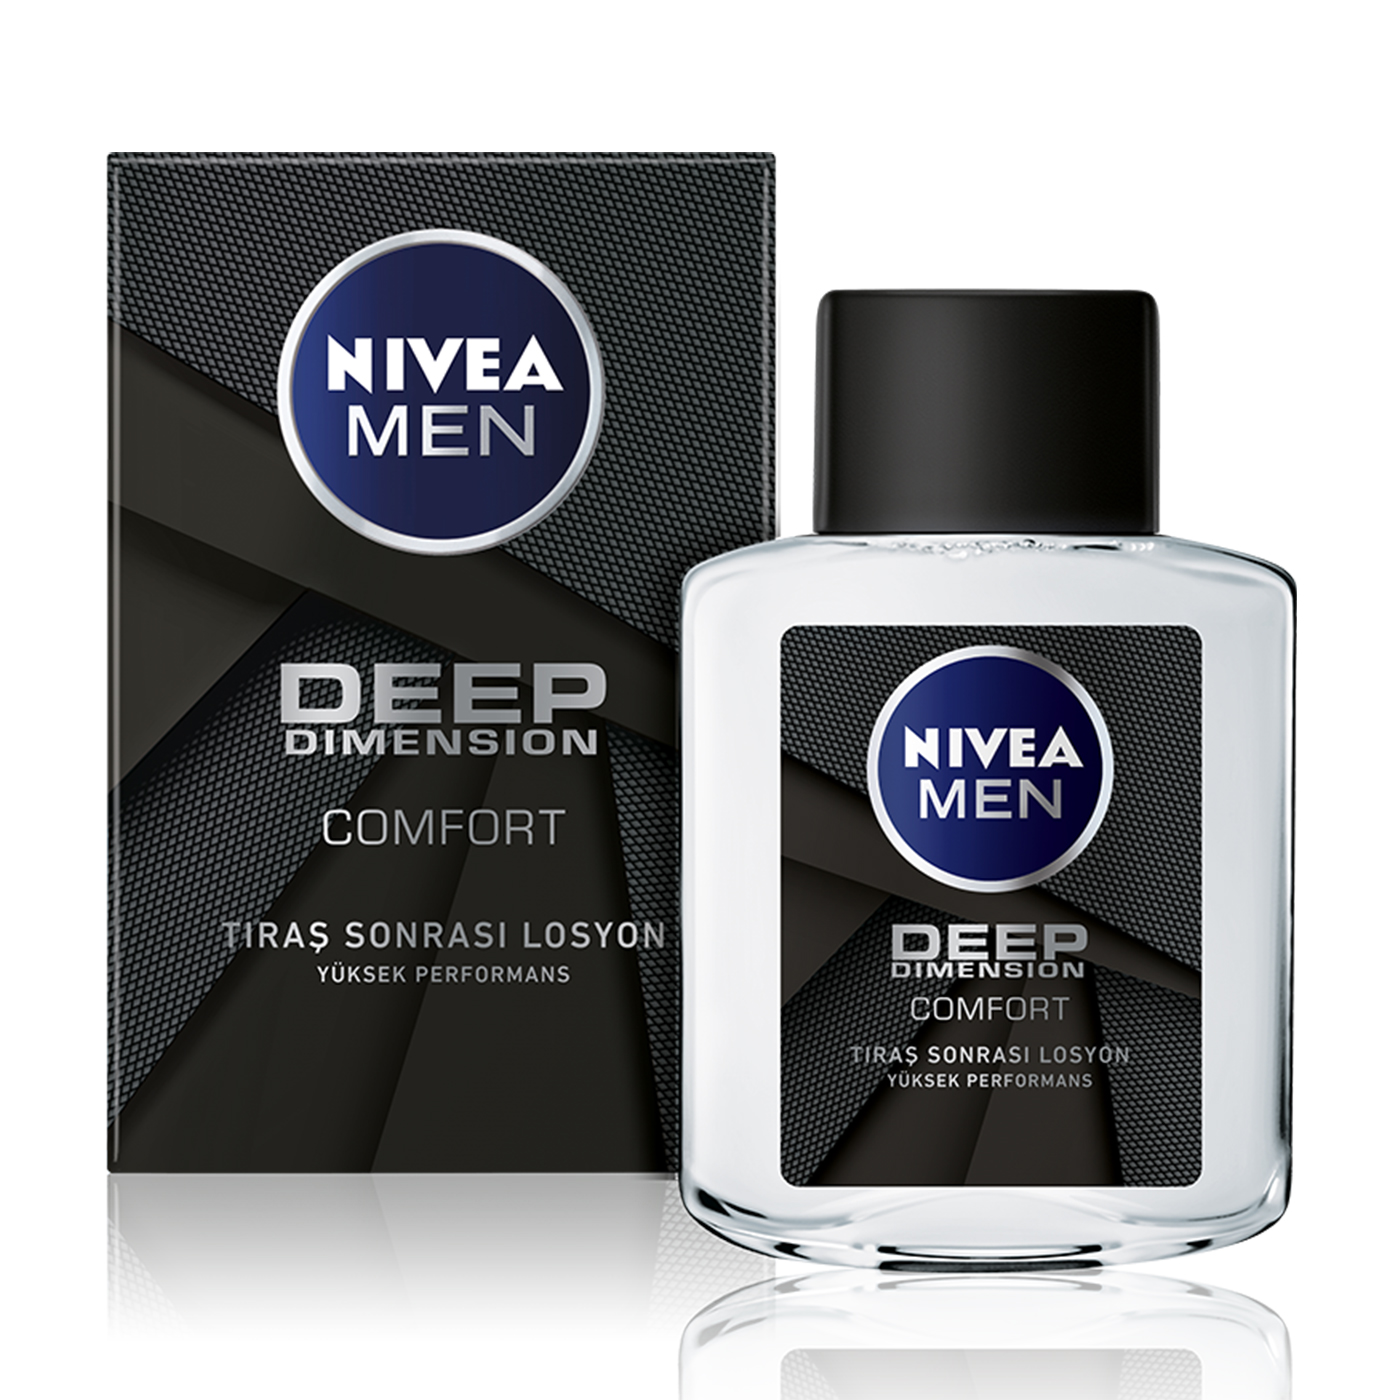 NIVEA
MEN
DEEP
DIMENSION
COMFORT
TIRAŞ SONRASI LOSYON
YÜKSEK PERFORMANS
NIVEA
MEN
DEEP
DIMENSION
COMFORT
TIRAŞ SONRASI LOSYON
YÜKSEK PERFORMANS